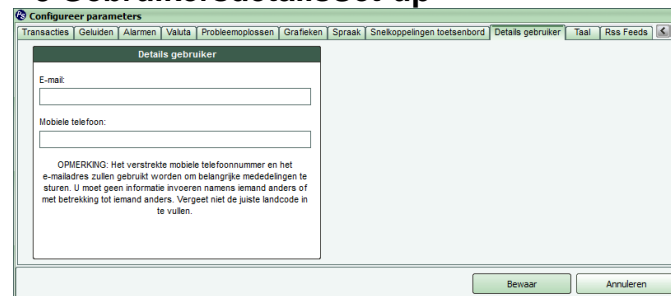 Configureer parameters
Transacties Geluiden Alarmen Valuta Probleemoplossen Grafieken Spraak Snelkoppelingen toetsenbord Details gebruiker Taal Rss Feeds
Details gebruiker
E-mail:
Mobiele telefoon:
OPMERKING: Het verstrekte mobiele telefoonnummer en het
e-mailadres zullen gebruikt worden om belangrijke mededelingen te
sturen. U moet geen informatie invoeren namens iemand anders of
met betrekking tot iemand anders. Vergeet niet de juiste landcode in
te vullen.
Bewaar Annuleren